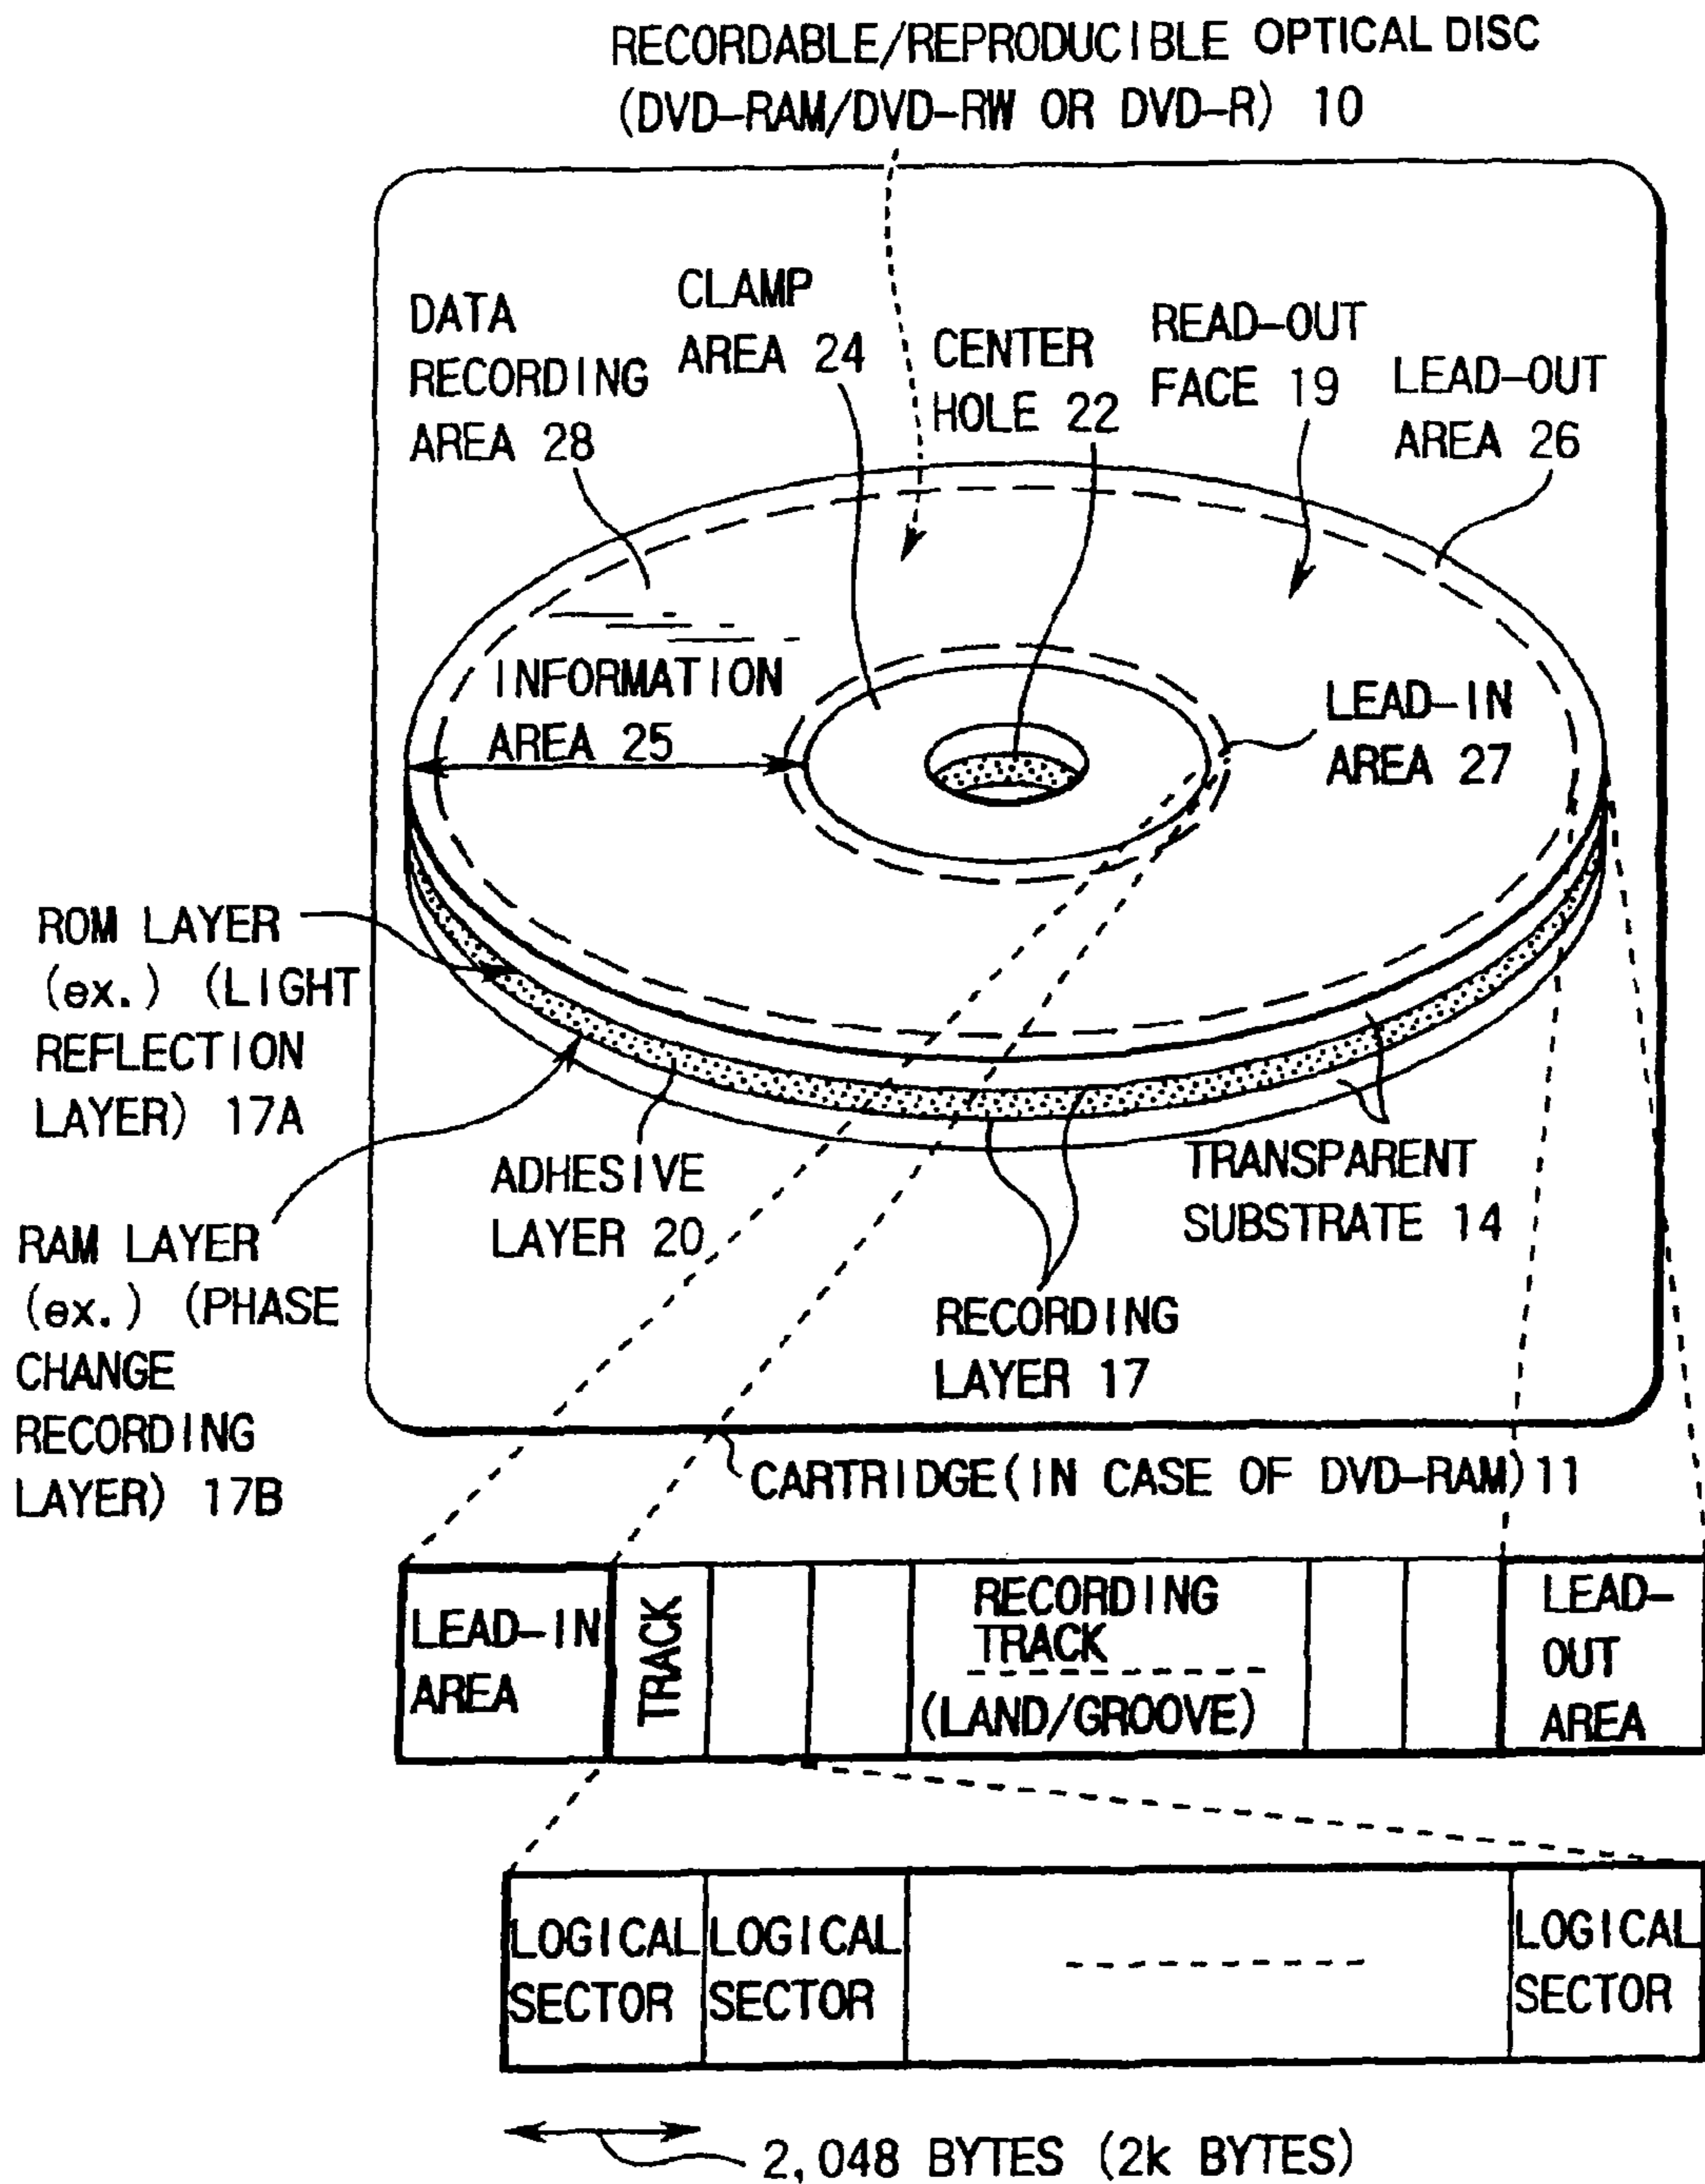 RECORDABLE/REPRODUCIBLE OPTICAL DISC
(DVD-RAM/DVD-RW OR DVD-R) 10
DATA
RECORDING
AREA 28
CLAMP
AREA 24
CENTER
HOLE 22
READ-OUT
FACE 19
LEAD-OUT
AREA 26
INFORMATION
AREA 25
LEAD-IN
AREA 27
ROM LAYER
(ex.) (LIGHT
REFLECTION
LAYER) 17A
RAM LAYER
(ex.) (PHASE
CHANGE
RECORDING
LAYER) 17B
ADHESIVE
LAYER 20
TRANSPARENT
SUBSTRATE 14
RECORDING
LAYER 17
CARTRIDGE(IN CASE OF DVD-RAM)11
LEAD-IN
AREA
TRACK
RECORDING
TRACK
(LAND/GROOVE)
LEAD-
OUT
AREA
LOGICAL
SECTOR
LOGICAL
SECTOR
LOGICAL
SECTOR
2,048 BYTES (2k BYTES)